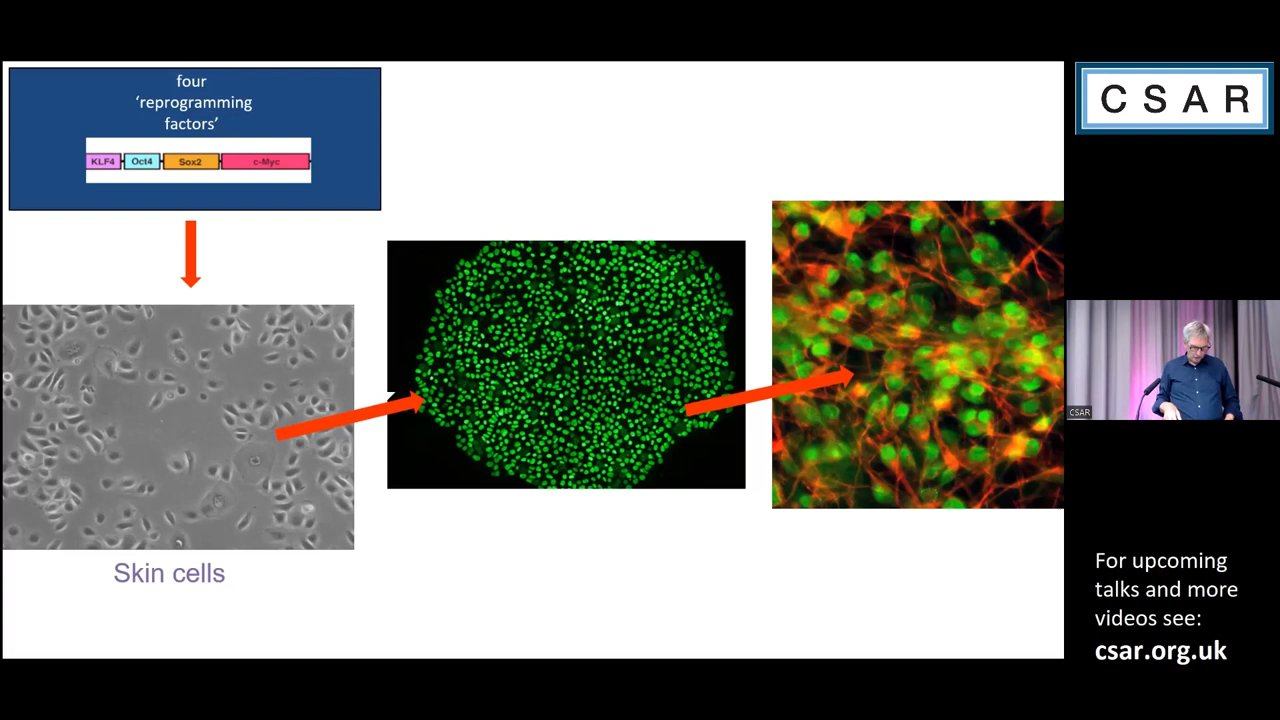 four
‘reprogramming
factors’
KLF4 Oct4 Sox2 c-Myc
Skin cells
CSAR
CSAR
For upcoming
talks and more
videos see:
csar.org.uk